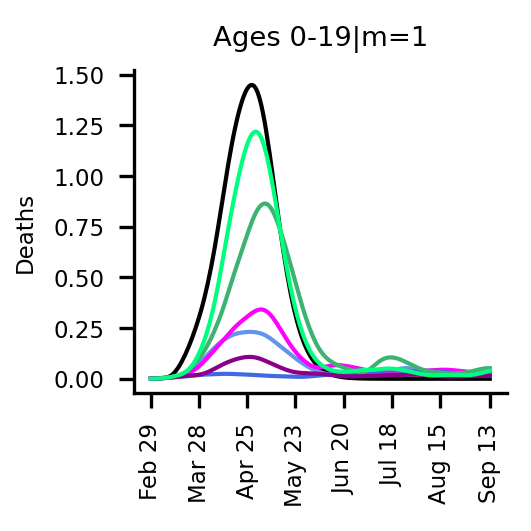 Ages 0-19|m=1
Deaths
1.50
1.25
1.00
0.75
0.50
0.25
0.00
Feb 29
Mar 28
Apr 25
May 23
Jun 20
Jul 18
Aug 15
Sep 13